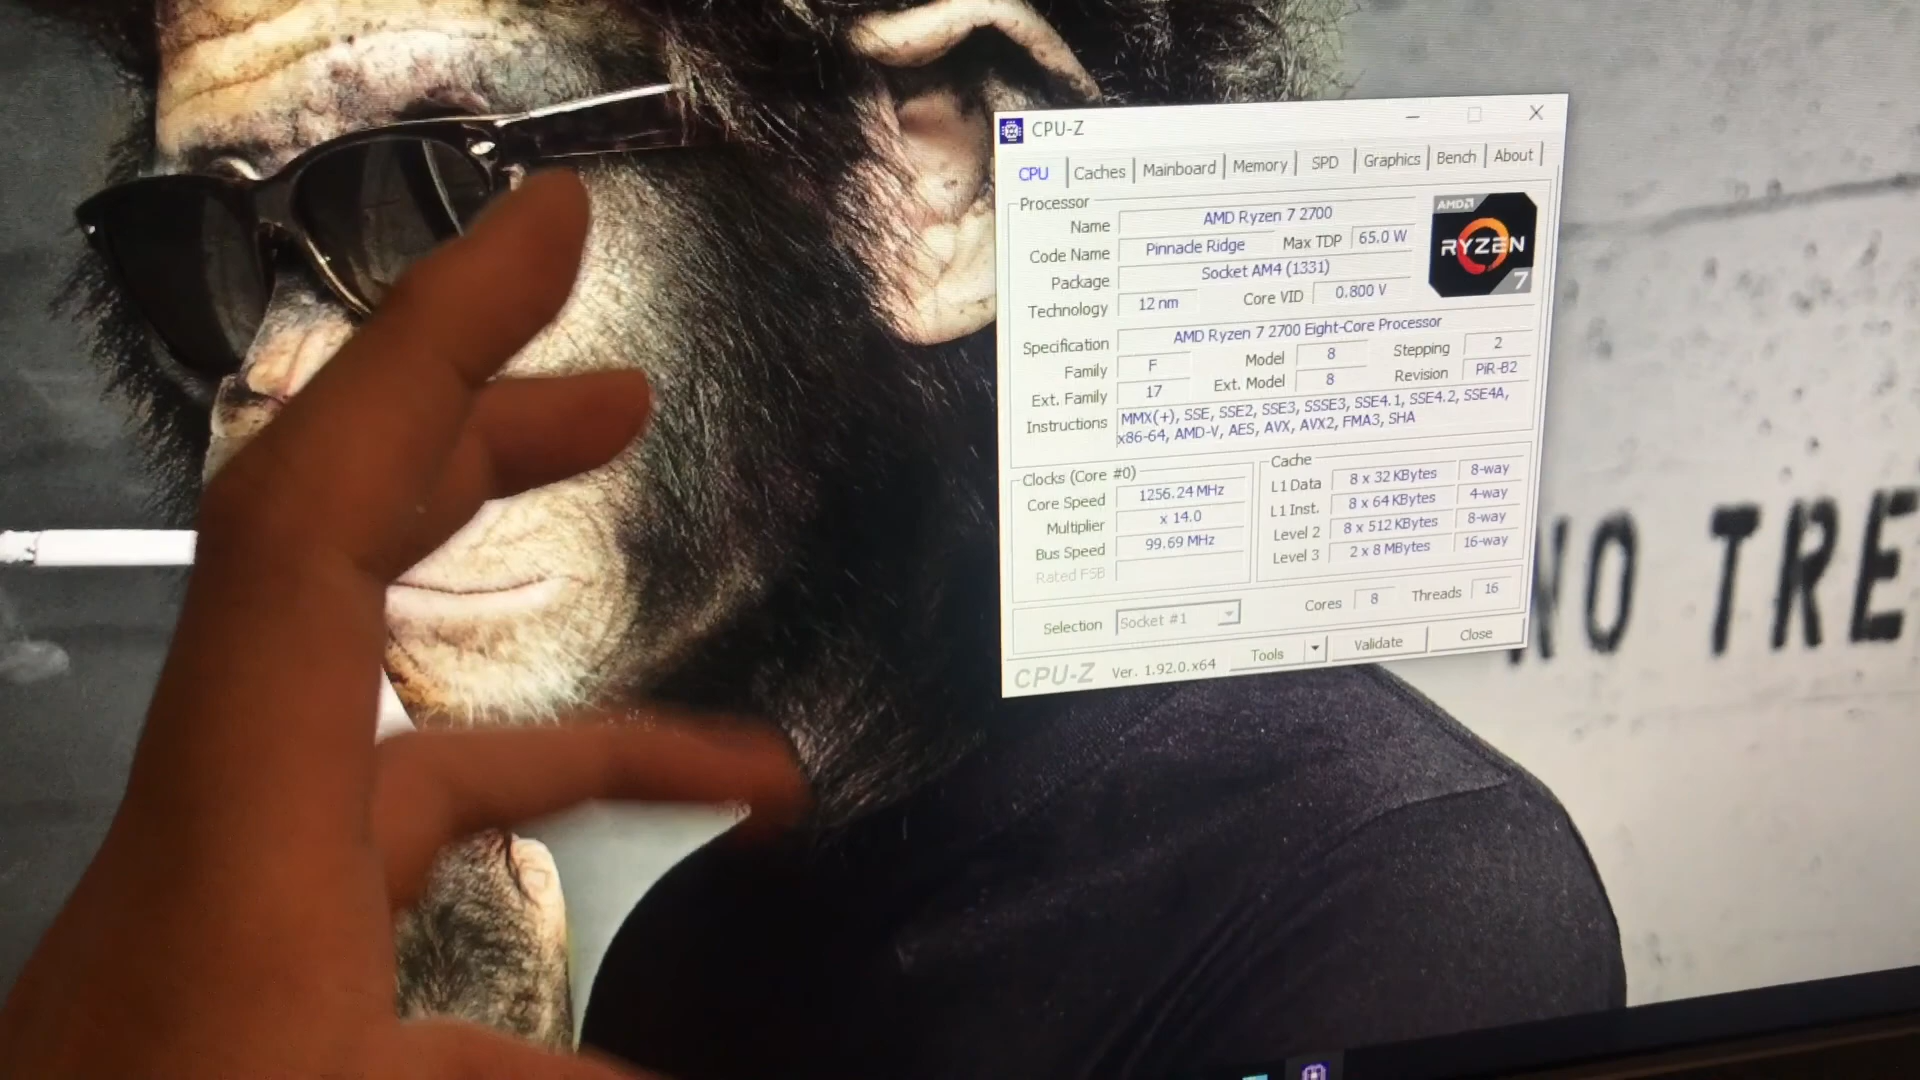 CPU-Z
CPU Caches Mainboard Memory SPD Graphics Bench About
Processor
Name AMD Ryzen 7 2700
Code Name Pinnacle Ridge Max TDP 65.0 W
Package Socket AM4 (1331)
Technology 12 nm Core VID 0.800 V
AMD RYZEN 7
Specification AMD Ryzen 7 2700 Eight-Core Processor
Family F Model 8 Stepping 2
Ext. Family 17 Ext. Model 8 Revision PiR-B2
Instructions MMX(+), SSE, SSE2, SSE3, SSSE3, SSE4.1, SSE4.2, SSE4A,
x86-64, AMD-V, AES, AVX, AVX2, FMA3, SHA
Clocks (Core #0)
Core Speed 1256.24 MHz
Multiplier x 14.0
Bus Speed 99.69 MHz
Rated FSB
Cache
L1 Data 8 x 32 KBytes 8-way
L1 Inst. 8 x 64 KBytes 4-way
Level 2 8 x 512 KBytes 8-way
Level 3 2 x 8 MBytes 16-way
Selection Socket #1 Cores 8 Threads 16
CPU-Z Ver. 1.92.0.x64 Tools Validate Close
NO TRE